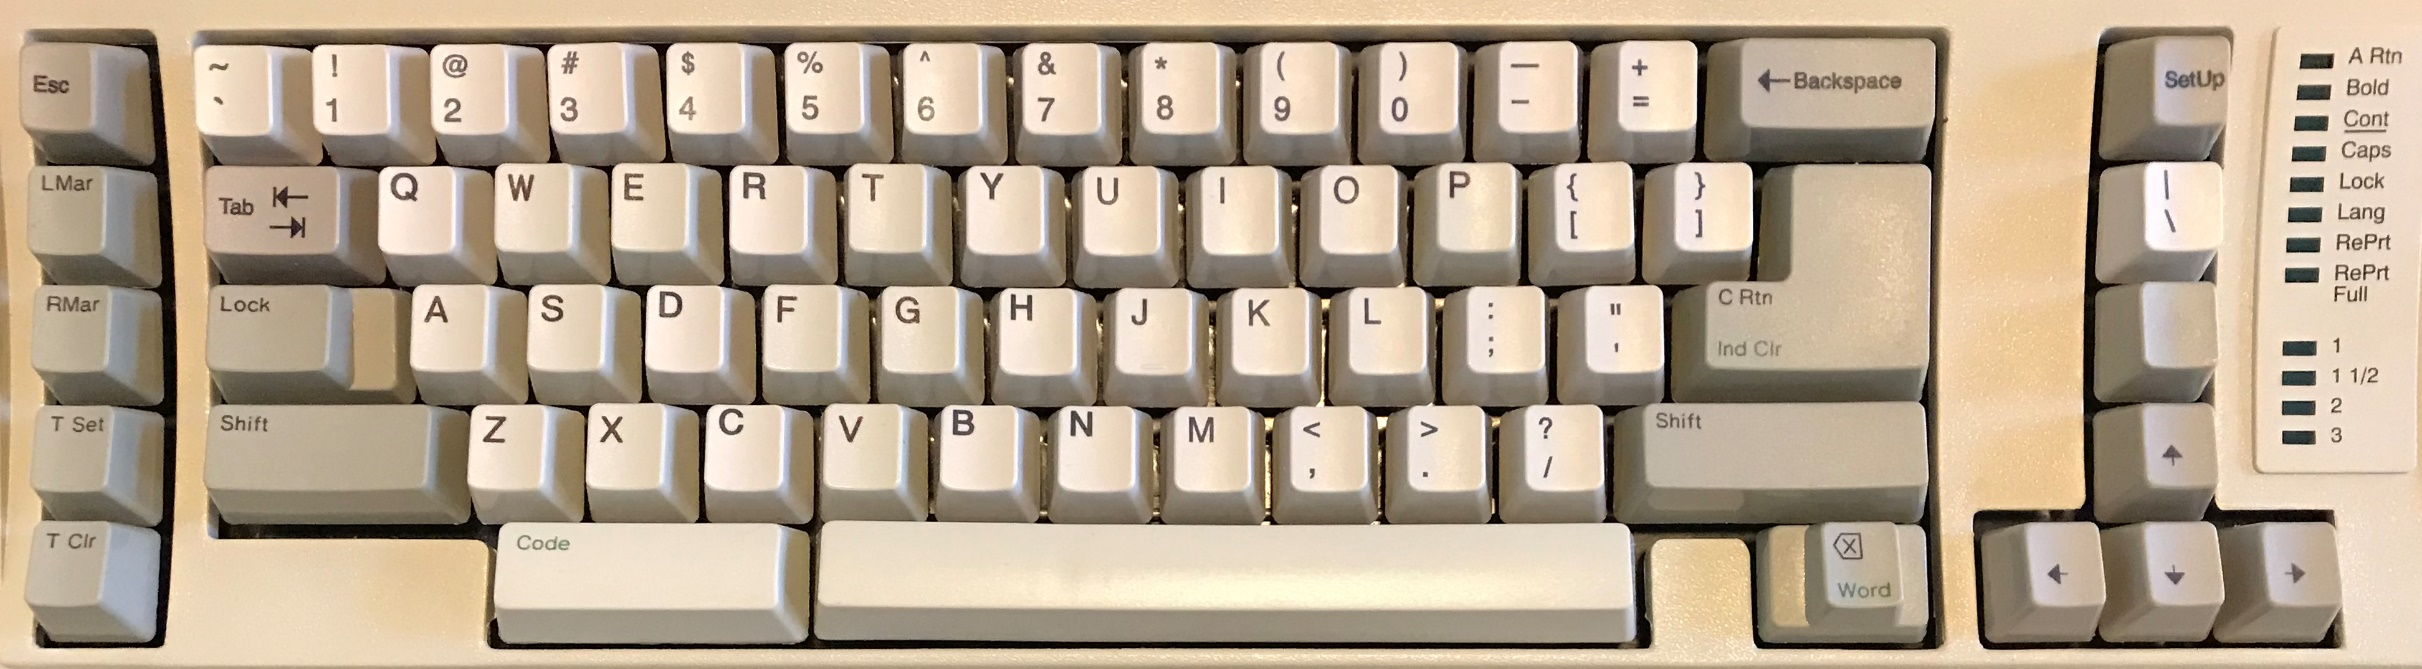 Esc
~ ! @ # $ % ^ & * ( ) — +
` 1 2 3 4 5 6 7 8 9 0 - =
←Backspace
SetUp
LMar
Tab ⇤ ⇥
Q W E R T Y U I O P { }
[ ]
|
\
RMar
Lock
A S D F G H J K L : "
; '
C Rtn
Ind Clr
T Set
Shift
Z X C V B N M < > ?
, . /
Shift
↑
T Clr
Code
⌫
Word
← ↓ →
A Rtn
Bold
Cont
Caps
Lock
Lang
RePrt
RePrt
Full
1
1 1/2
2
3